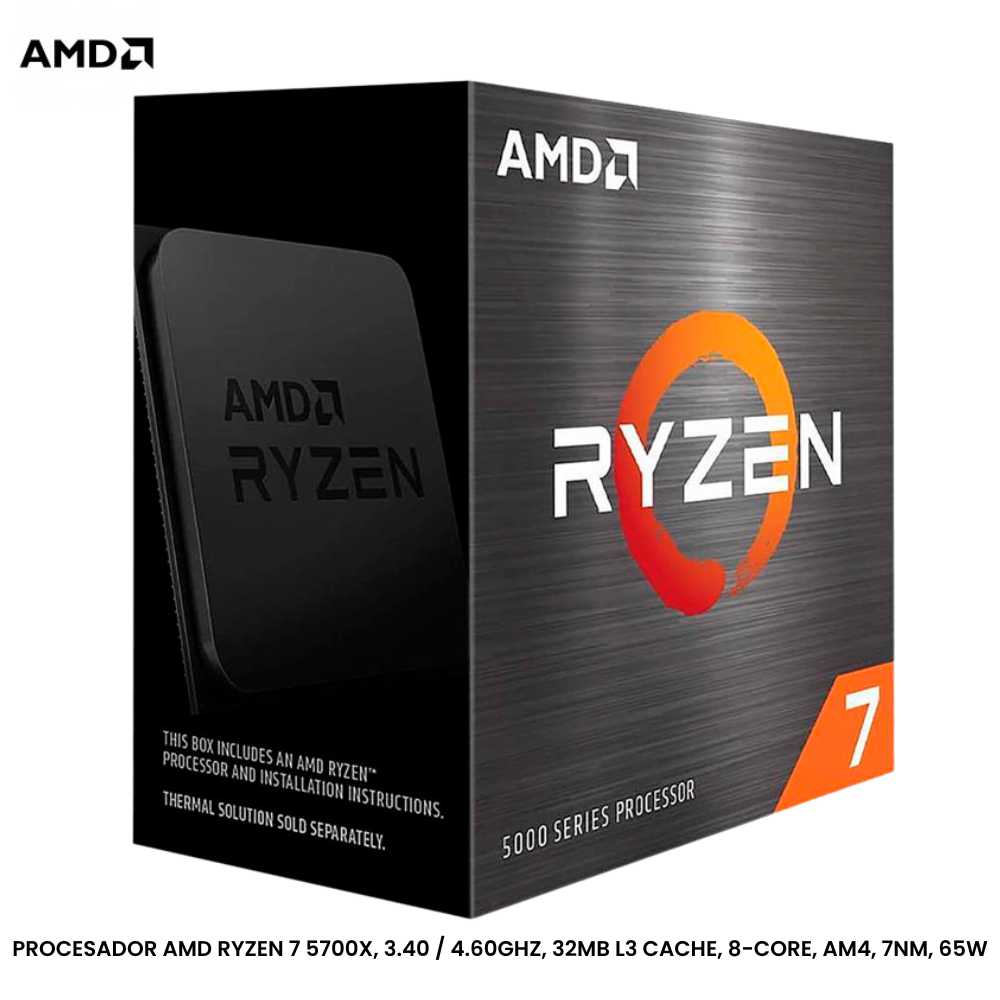 AMD
AMD
RYZEN
7
5000 SERIES PROCESSOR
AMD
RYZEN
THIS BOX INCLUDES AN AMD RYZEN™
PROCESSOR AND INSTALLATION INSTRUCTIONS.
THERMAL SOLUTION SOLD SEPARATELY.
PROCESADOR AMD RYZEN 7 5700X, 3.40 / 4.60GHZ, 32MB L3 CACHE, 8-CORE, AM4, 7NM, 65W